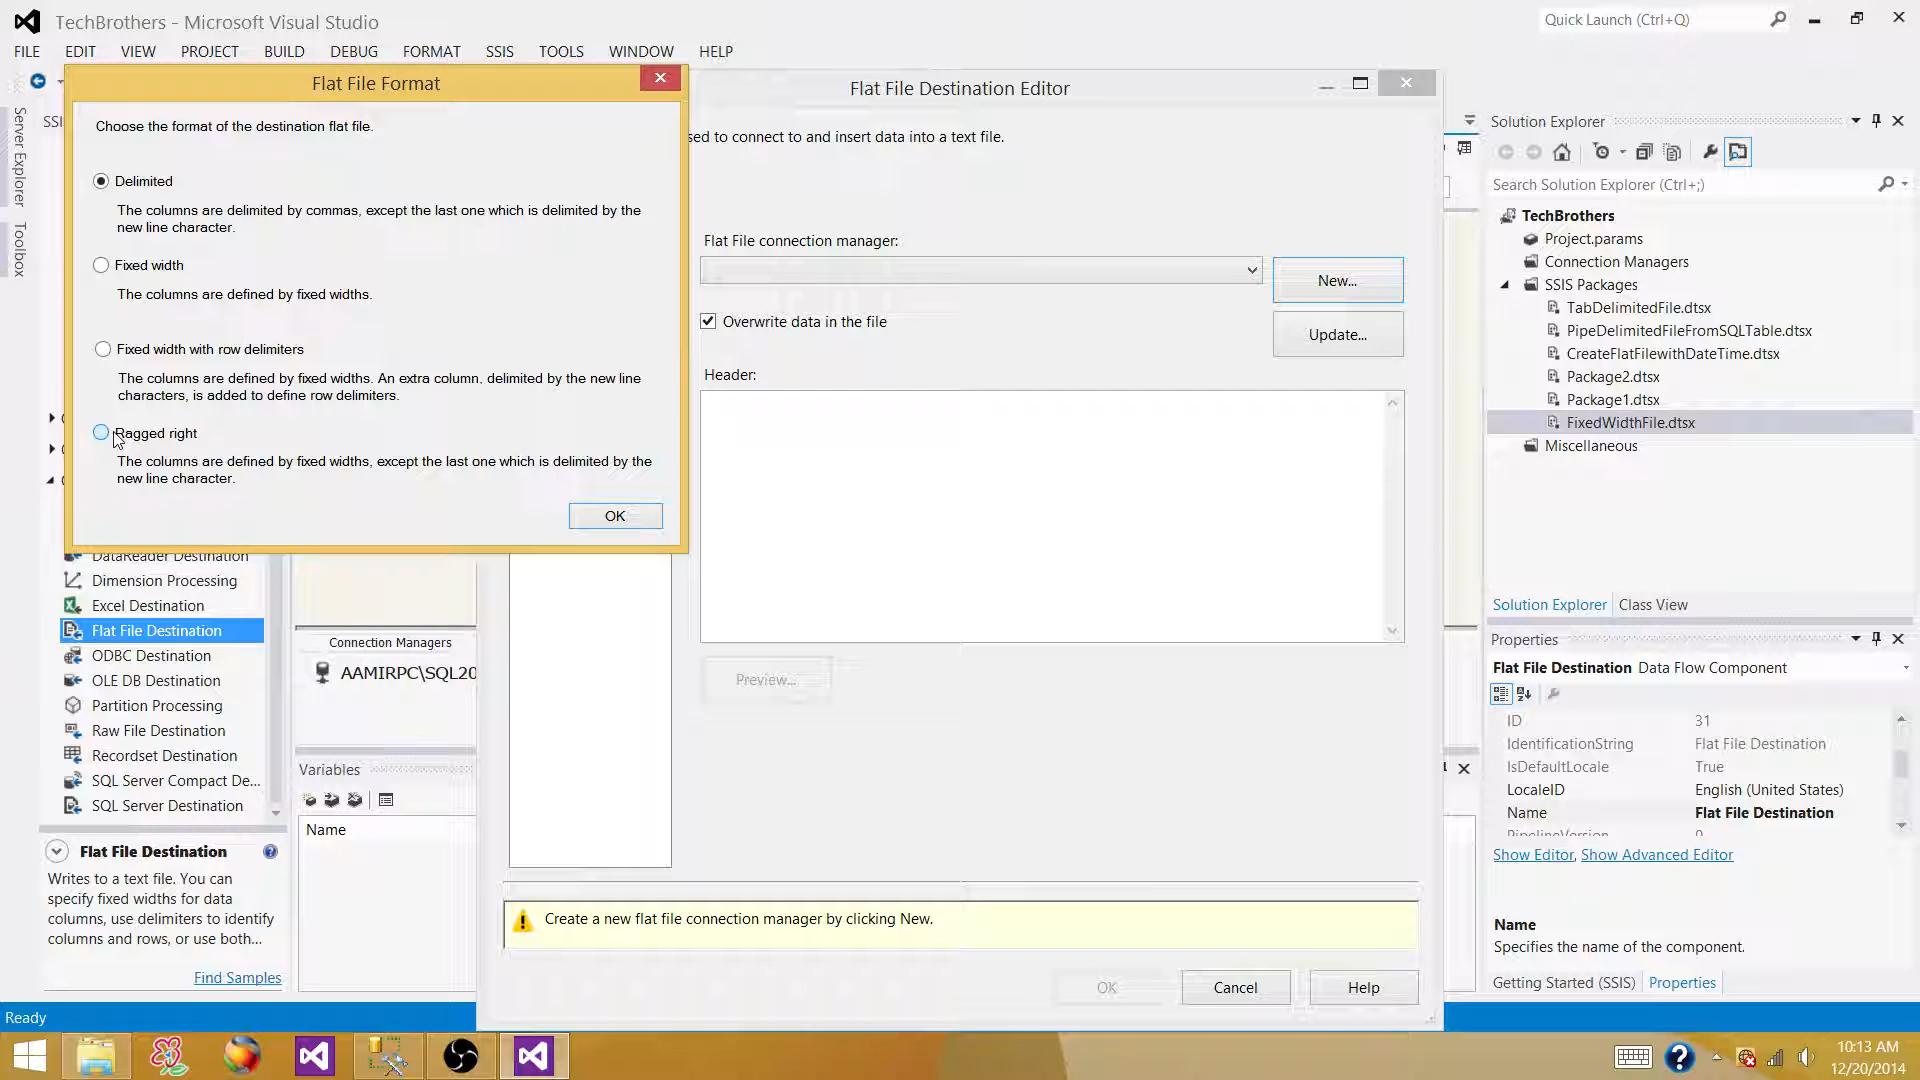 TechBrothers - Microsoft Visual Studio
Quick Launch (Ctrl+Q)
FILE EDIT VIEW PROJECT BUILD DEBUG FORMAT SSIS TOOLS WINDOW HELP
Server Explorer
Toolbox
Flat File Format
Choose the format of the destination flat file.
Delimited
The columns are delimited by commas, except the last one which is delimited by the
new line character.
Fixed width
The columns are defined by fixed widths.
Fixed width with row delimiters
The columns are defined by fixed widths. An extra column, delimited by the new line
characters, is added to define row delimiters.
Ragged right
The columns are defined by fixed widths, except the last one which is delimited by the
new line character.
OK
Flat File Destination Editor
to connect to and insert data into a text file.
Flat File connection manager:
New...
Overwrite data in the file
Update...
Header:
Preview...
Create a new flat file connection manager by clicking New.
OK
Cancel
Help
DataReader Destination
Dimension Processing
Excel Destination
Flat File Destination
ODBC Destination
OLE DB Destination
Partition Processing
Raw File Destination
Recordset Destination
SQL Server Compact De...
SQL Server Destination
Flat File Destination
Writes to a text file. You can
specify fixed widths for data
columns, use delimiters to identify
columns and rows, or use both...
Find Samples
Connection Managers
AAMIRPC\SQL20
Variables
Name
Solution Explorer
Search Solution Explorer (Ctrl+;)
TechBrothers
Project.params
Connection Managers
SSIS Packages
TabDelimitedFile.dtsx
PipeDelimitedFileFromSQLTable.dtsx
CreateFlatFilewithDateTime.dtsx
Package2.dtsx
Package1.dtsx
FixedWidthFile.dtsx
Miscellaneous
Solution Explorer Class View
Properties
Flat File Destination Data Flow Component
ID 31
IdentificationString Flat File Destination
IsDefaultLocale True
LocaleID English (United States)
Name Flat File Destination
PipelineVersion 0
Show Editor, Show Advanced Editor
Name
Specifies the name of the component.
Getting Started (SSIS) Properties
Ready
10:13 AM
12/20/2014